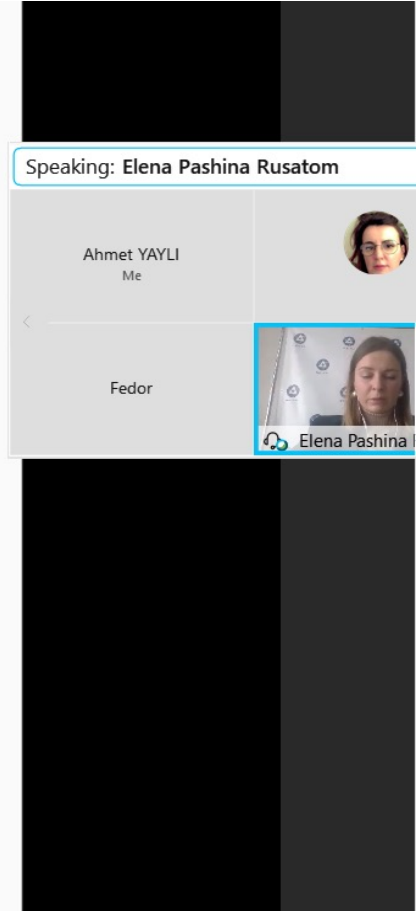 Speaking: Elena Pashina Rusatom
Ahmet YAYLI
Me
Fedor
Elena Pashina